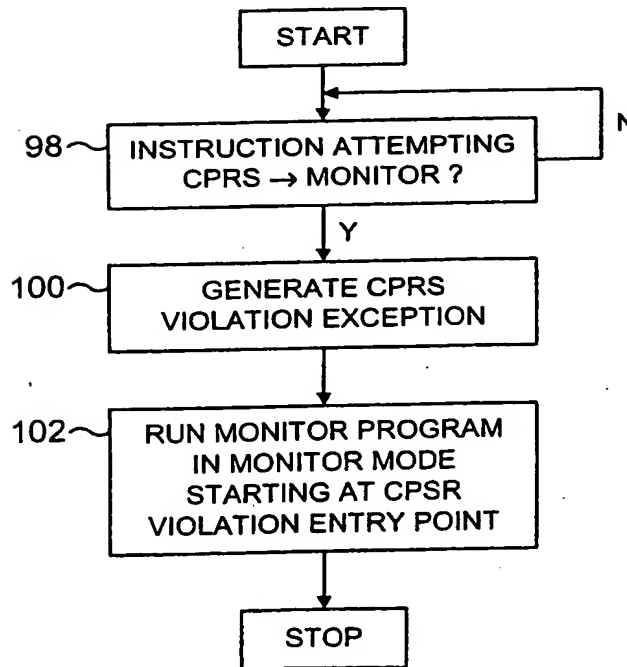 START
98
INSTRUCTION ATTEMPTING
CPRS → MONITOR ?
N
Y
100
GENERATE CPRS
VIOLATION EXCEPTION
102
RUN MONITOR PROGRAM
IN MONITOR MODE
STARTING AT CPSR
VIOLATION ENTRY POINT
STOP